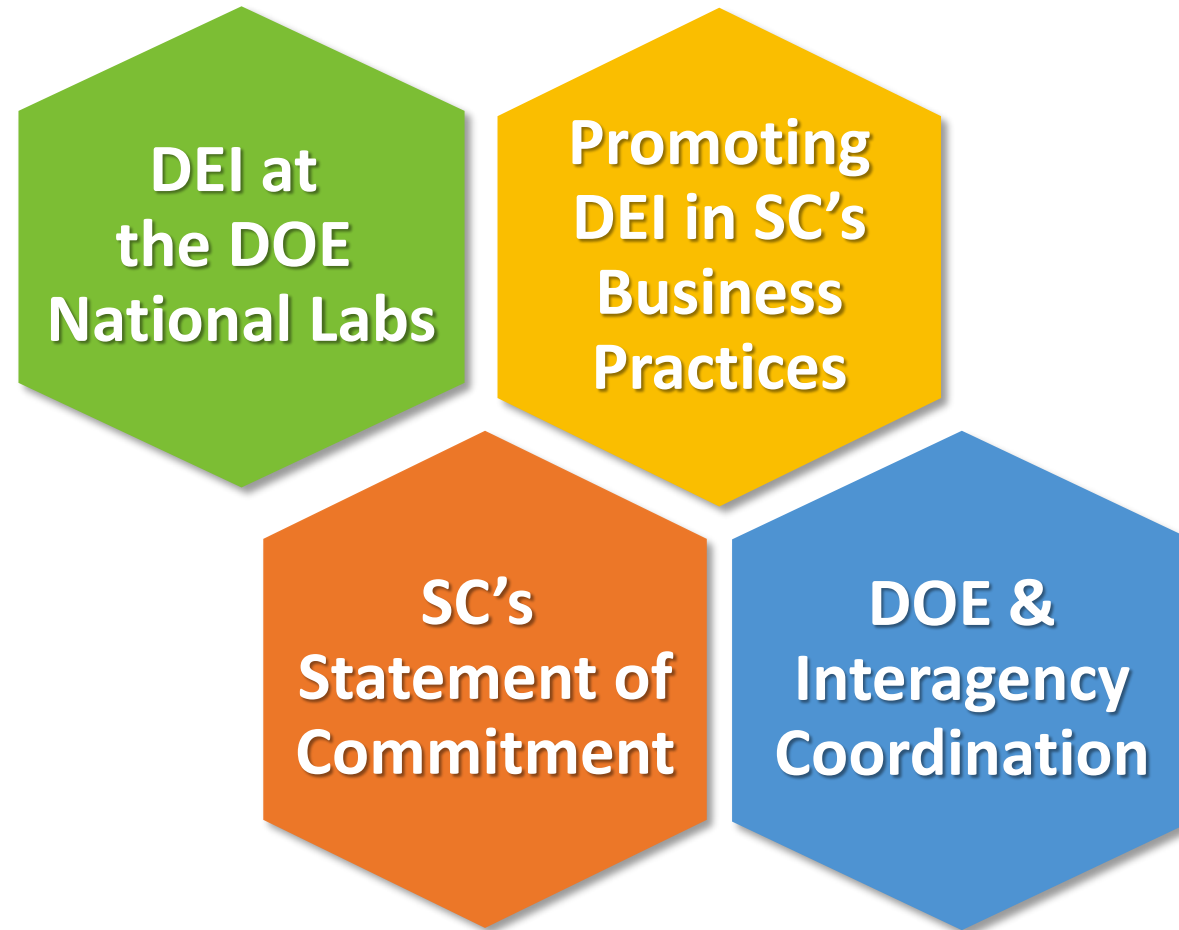 DEI at
the DOE
National Labs
Promoting
DEI in SC’s
Business
Practices
SC’s
Statement of
Commitment
DOE &
Interagency
Coordination